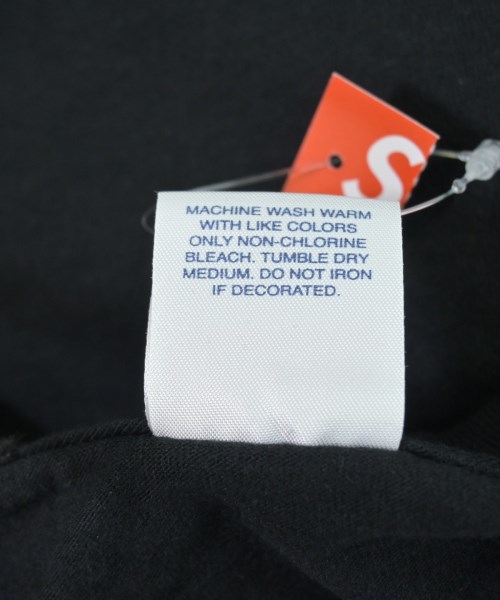 S
MACHINE WASH WARM
WITH LIKE COLORS
ONLY NON-CHLORINE
BLEACH. TUMBLE DRY
MEDIUM. DO NOT IRON
IF DECORATED.